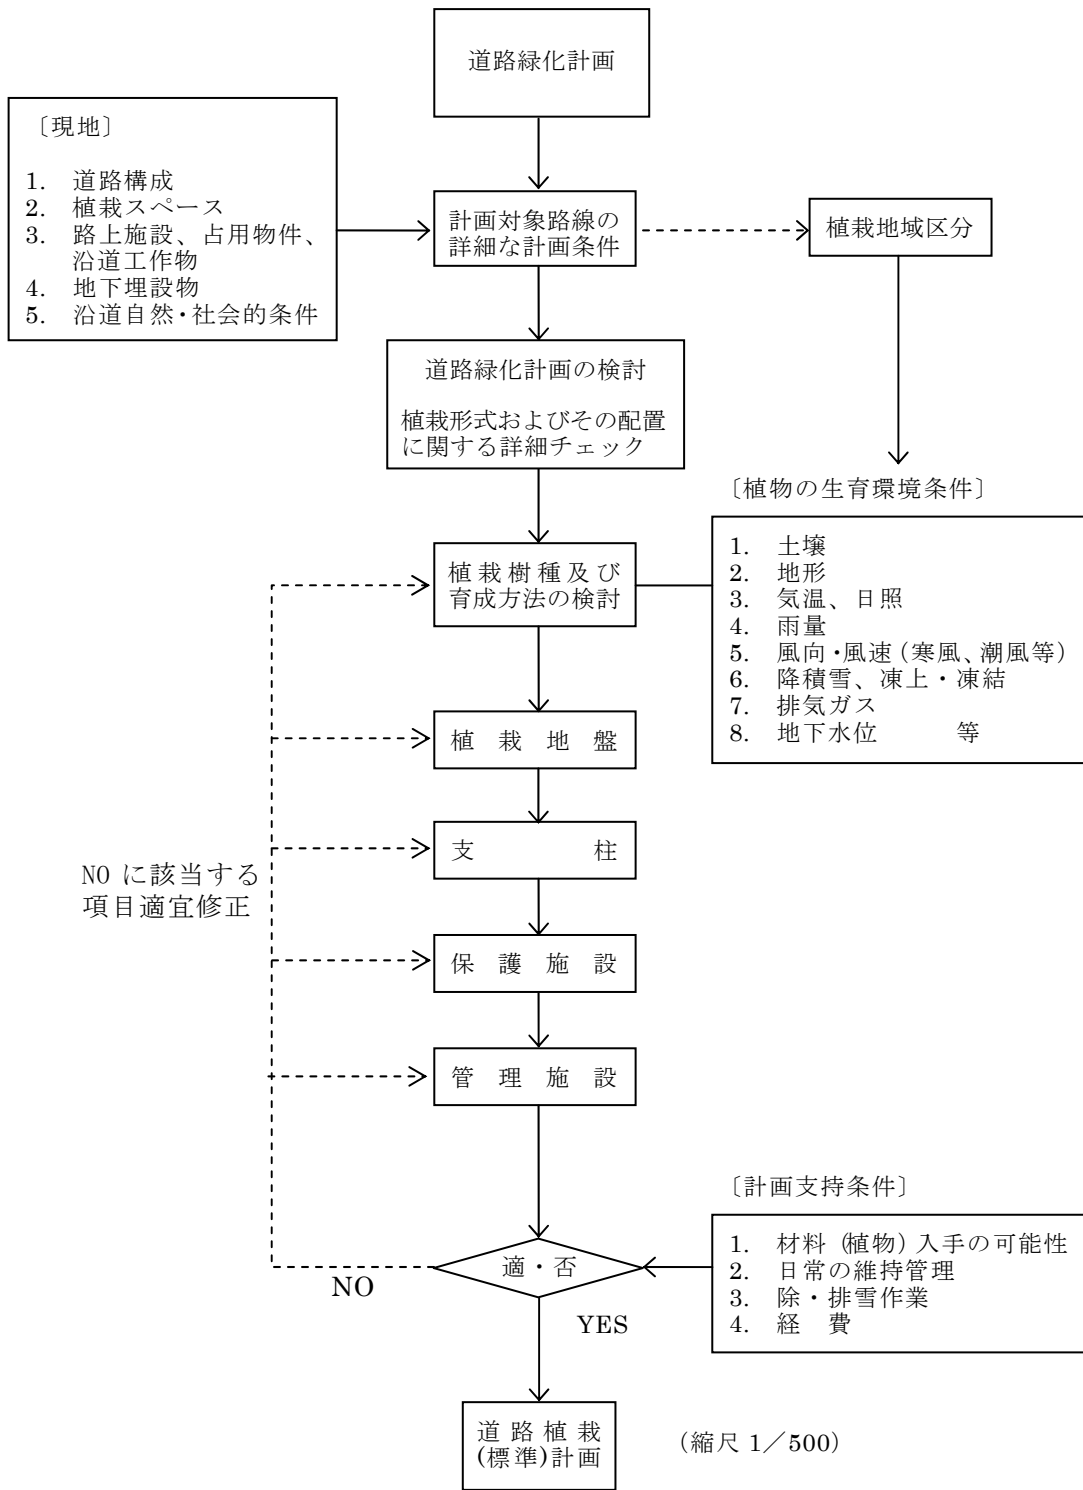 道路緑化計画
〔現地〕
1. 道路構成
2. 植栽スペース
3. 路上施設、占用物件、
沿道工作物
4. 地下埋設物
5. 沿道自然・社会的条件
計画対象路線の
詳細な計画条件
植栽地域区分
道路緑化計画の検討
植栽形式およびその配置
に関する詳細チェック
〔植物の生育環境条件〕
1. 土壌
2. 地形
3. 気温、日照
4. 雨量
5. 風向・風速(寒風、潮風等)
6. 降積雪、凍上・凍結
7. 排気ガス
8. 地下水位 等
植栽樹種及び
育成方法の検討
植栽地盤
支柱
NO に該当する
項目適宜修正
保護施設
管理施設
〔計画支持条件〕
1. 材料(植物)入手の可能性
2. 日常の維持管理
3. 除・排雪作業
4. 経 費
適・否
NO
YES
道路植栽
(標準)計画
(縮尺 1/500)